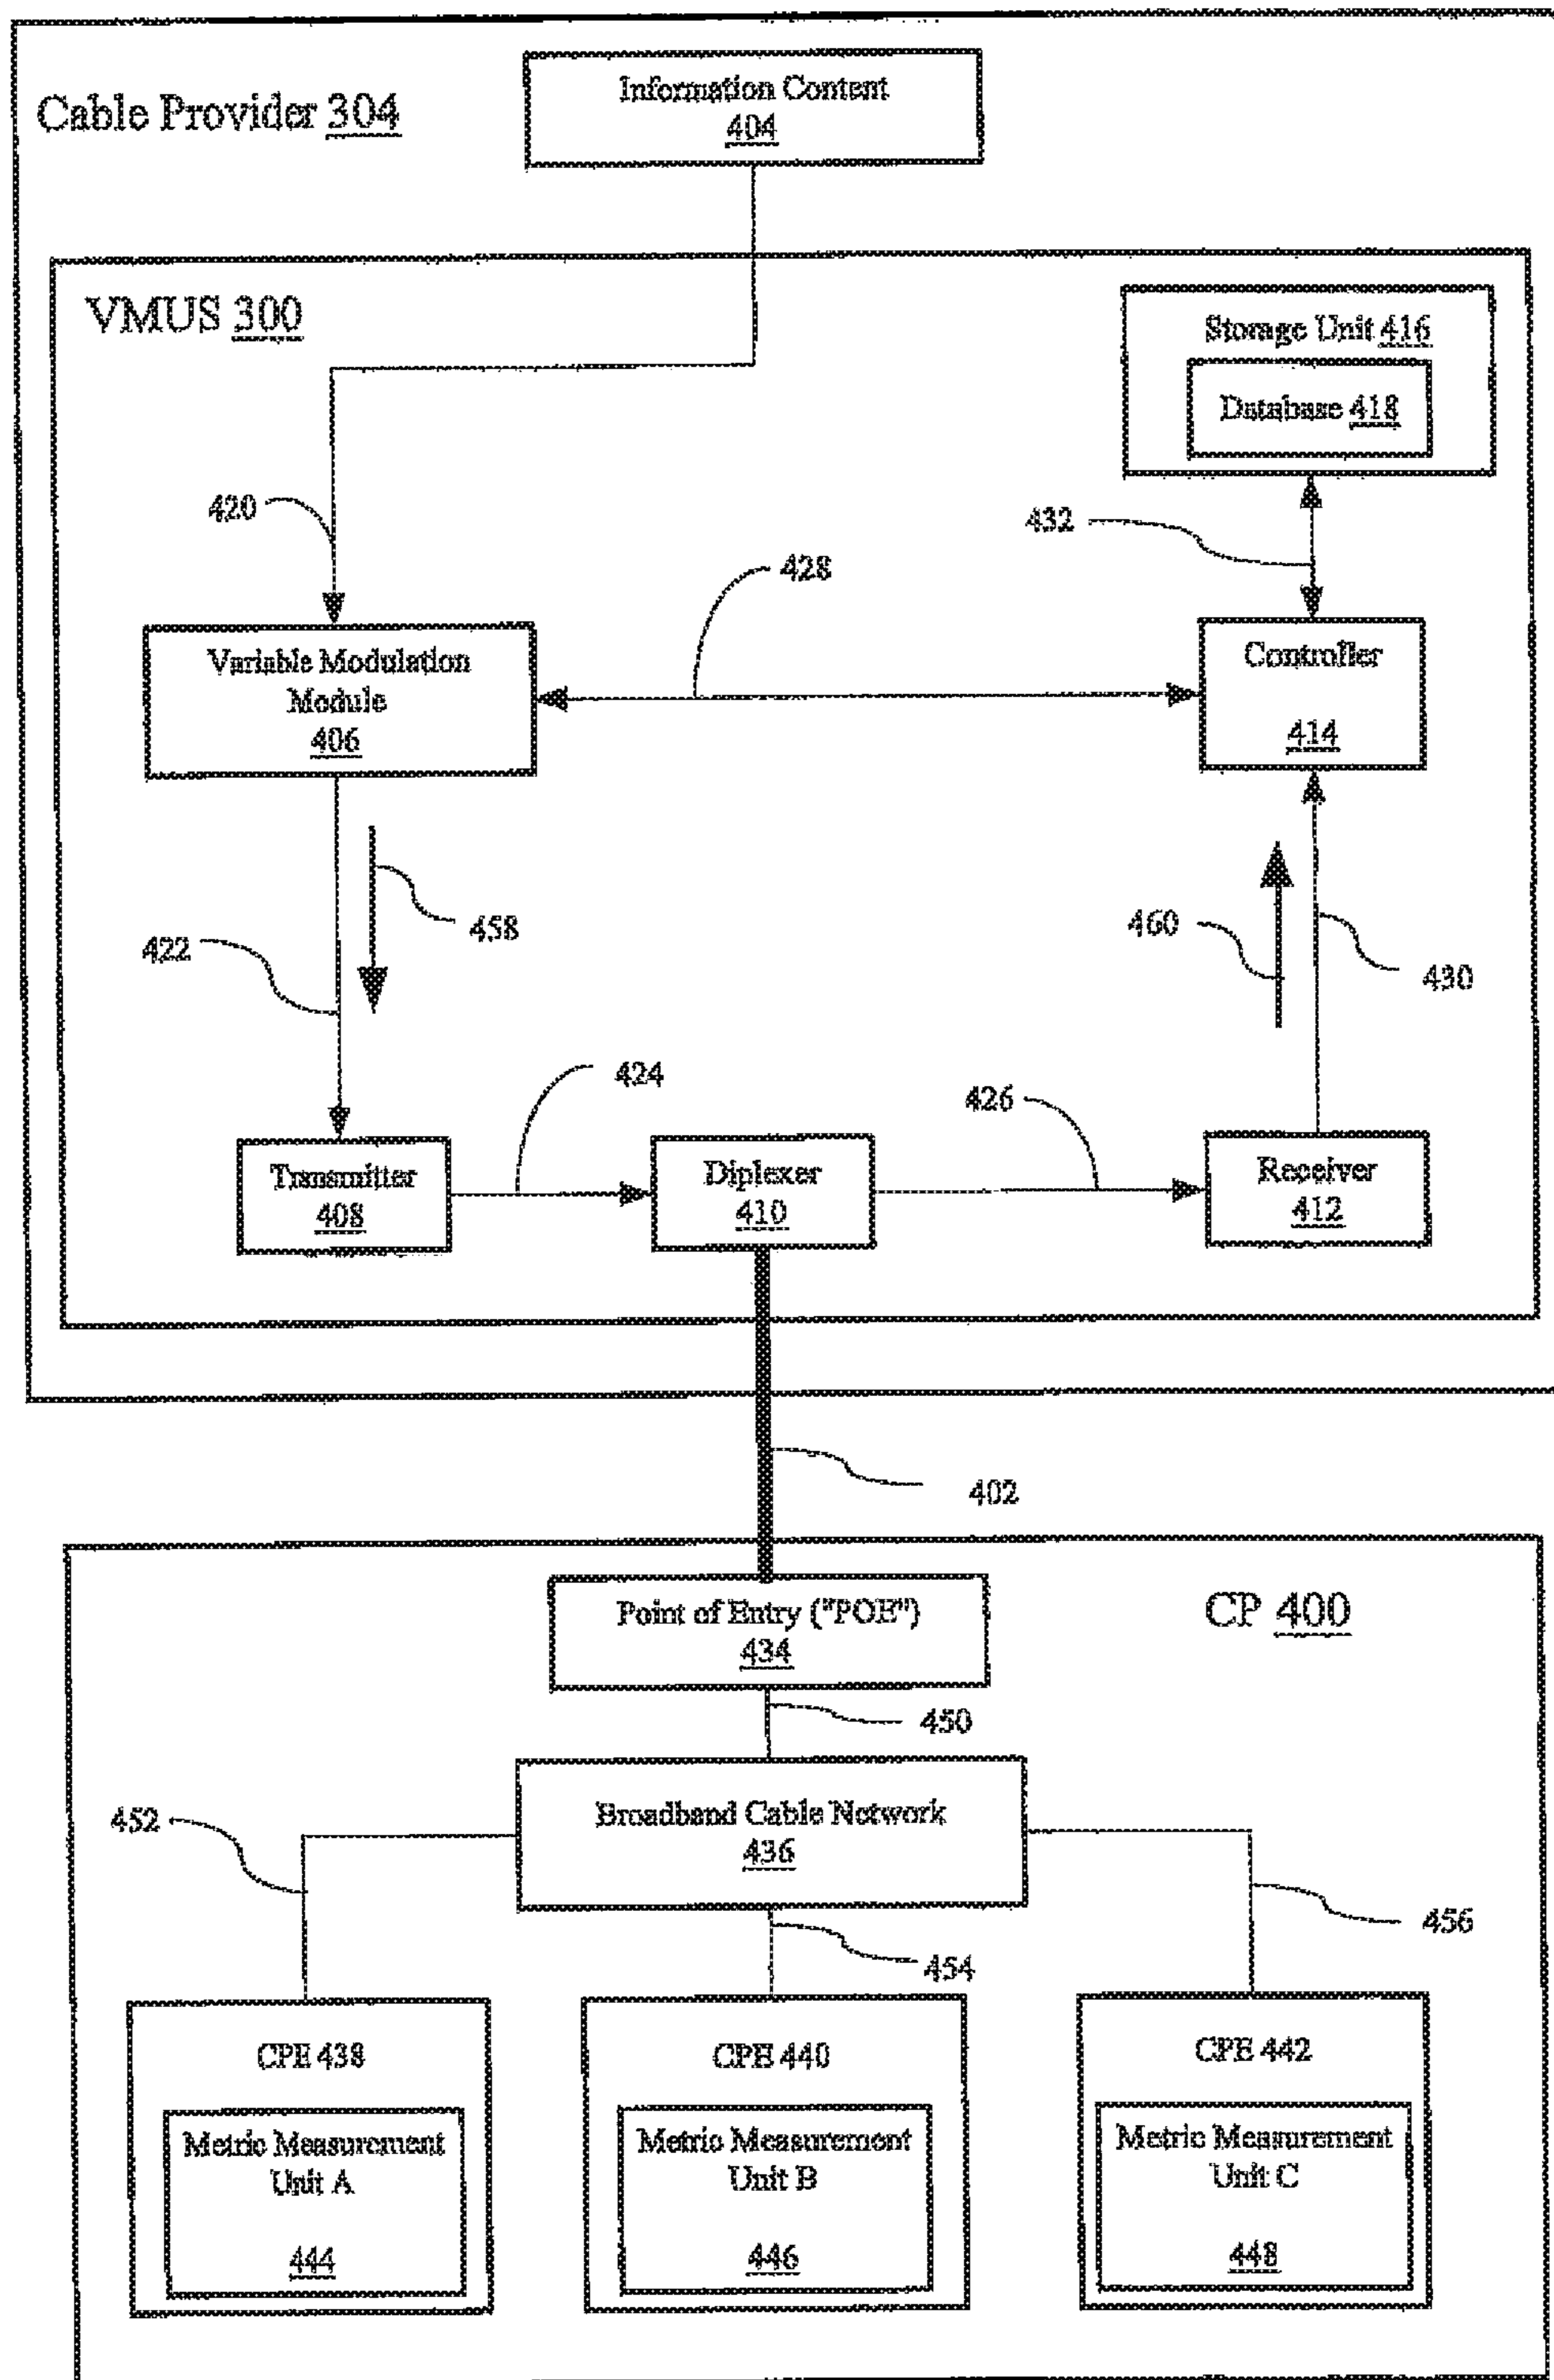 Information Content
404
Cable Provider 304
VMUS 300
Storage Unit 416
Database 418
420
432
428
Variable Modulation
Module
406
Controller
414
458
422
460
430
424
426
Transmitter
408
Diplexer
410
Receiver
412
402
Point of Entry ("POE")
434
CP 400
450
Broadband Cable Network
436
452
456
454
CPE 438
CPE 440
CPE 442
Metric Measurement
Unit A
444
Metric Measurement
Unit B
446
Metric Measurement
Unit C
448